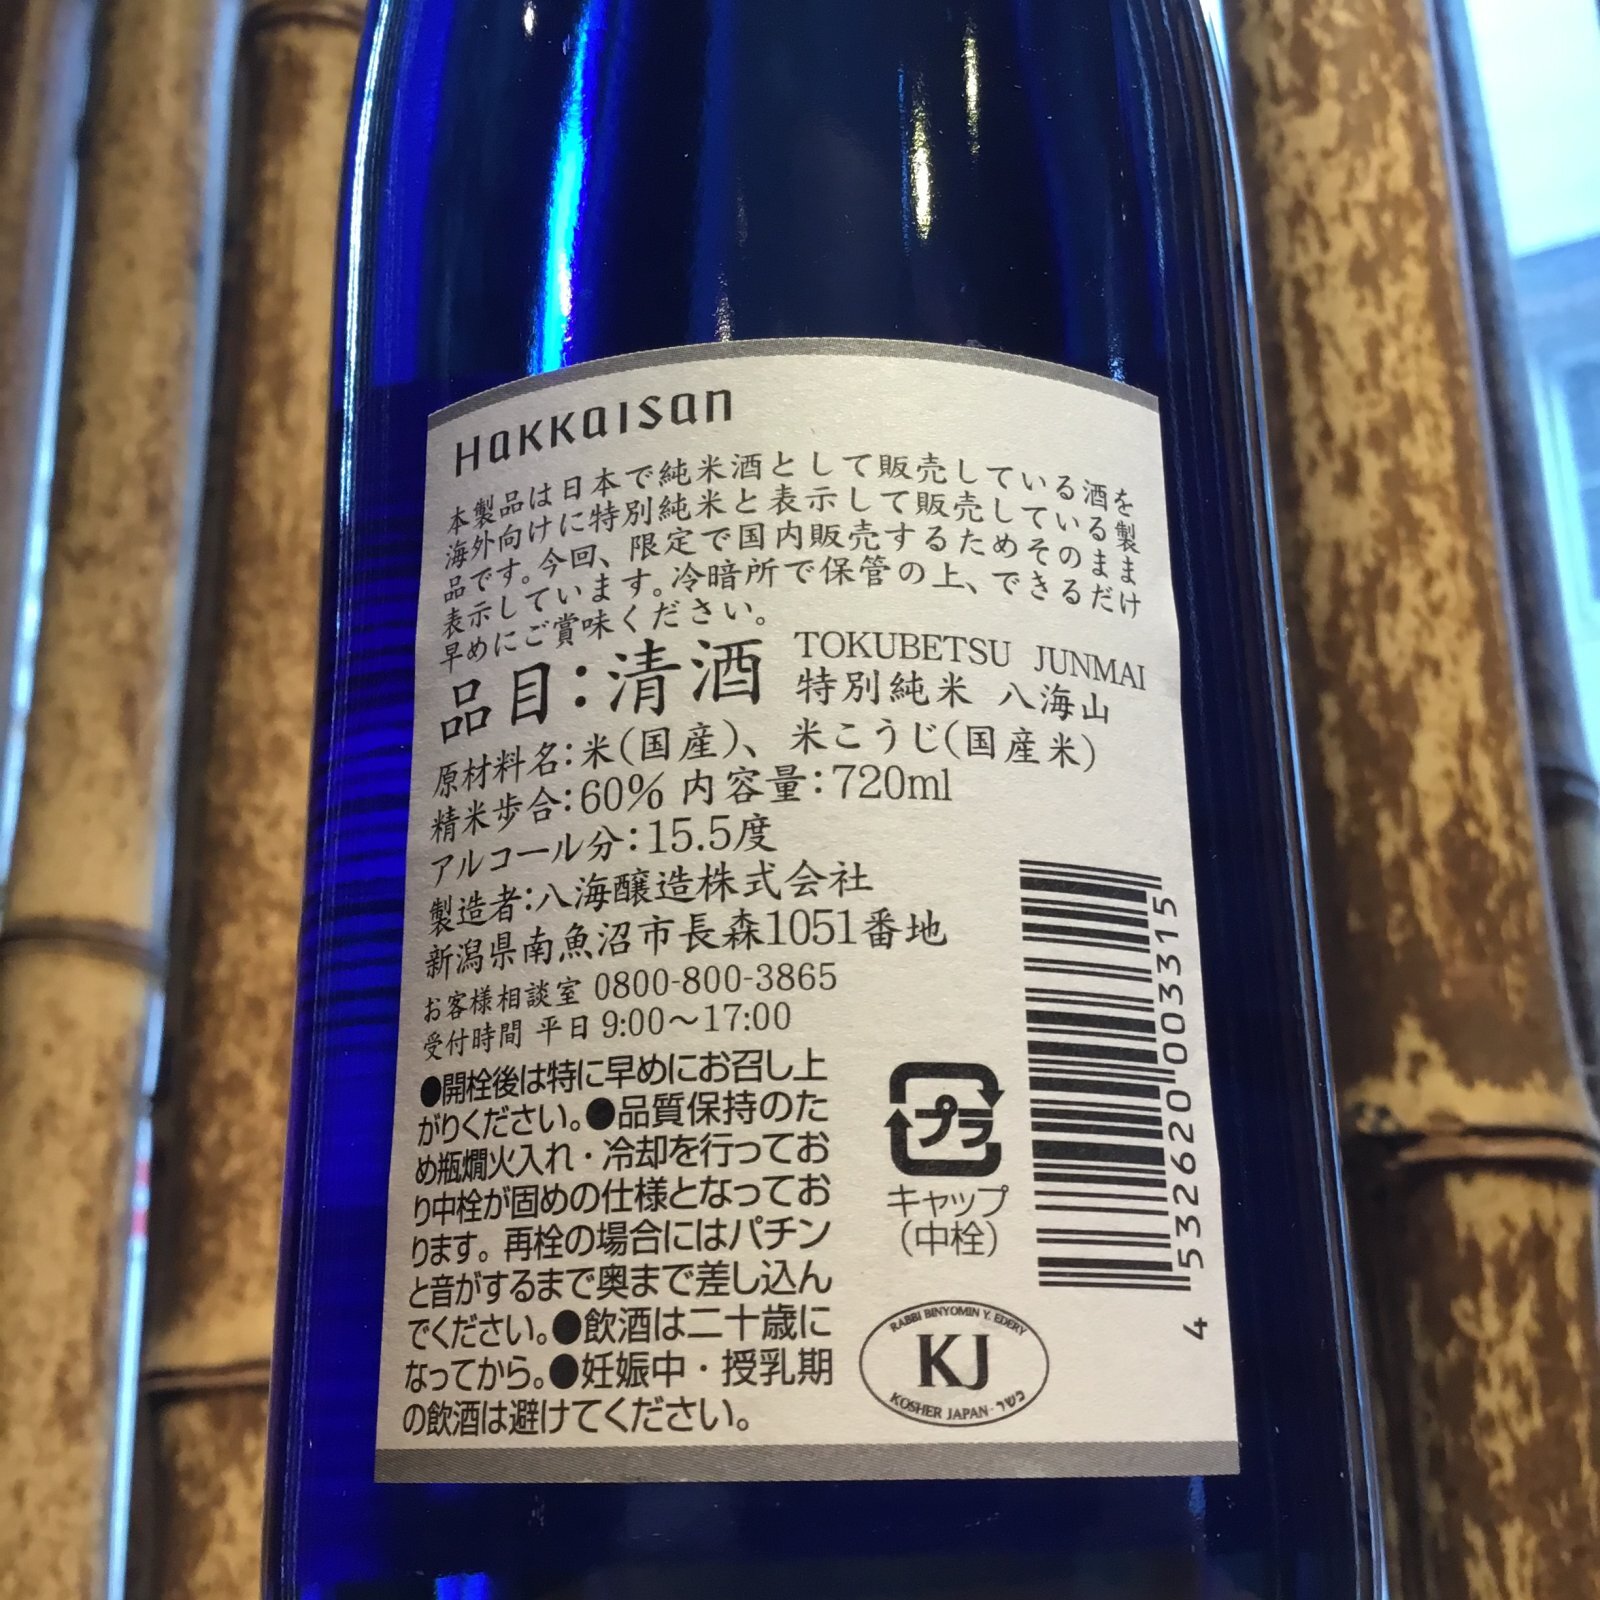 Hakkaisan
本製品は日本で純米酒として販売している酒を
海外向けに特別純米と表示して販売している製
品です。今回、限定で国内販売するためそのまま
表示しています。冷暗所で保管の上、できるだけ
早めにご賞味ください。
品目：清酒
TOKUBETSU JUNMAI
特別純米 八海山
原材料名：米(国産)、米こうじ(国産米)
精米歩合：60% 内容量：720ml
アルコール分：15.5度
製造者：八海醸造株式会社
新潟県南魚沼市長森1051番地
お客様相談室 0800-800-3865
受付時間 平日9:00～17:00
●開栓後は特に早めにお召し上
がりください。●品質保持のた
め瓶燗火入れ・冷却を行ってお
り中栓が固めの仕様となってお
ります。再栓の場合にはパチン
と音がするまで奥まで差し込ん
でください。●飲酒は二十歳に
なってから。●妊娠中・授乳期
の飲酒は避けてください。
プラ
キャップ
(中栓)
RABBI BINYOMIN Y. EDERY
KJ
KOSHER JAPAN · כשר
4 532620 003315